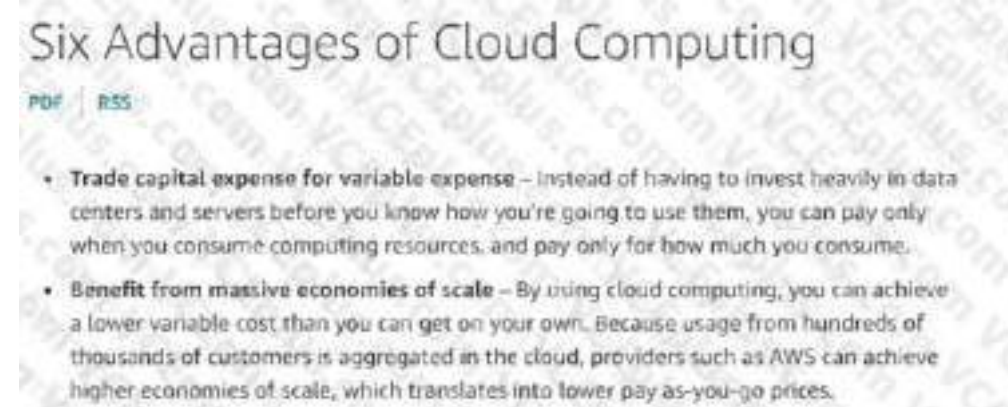 Six Advantages of Cloud Computing
PDF RSS
• Trade capital expense for variable expense – Instead of having to invest heavily in data
centers and servers before you know how you're going to use them, you can pay only
when you consume computing resources, and pay only for how much you consume.
• Benefit from massive economies of scale – By using cloud computing, you can achieve
a lower variable cost than you can get on your own. Because usage from hundreds of
thousands of customers is aggregated in the cloud, providers such as AWS can achieve
higher economies of scale, which translates into lower pay as-you-go prices.